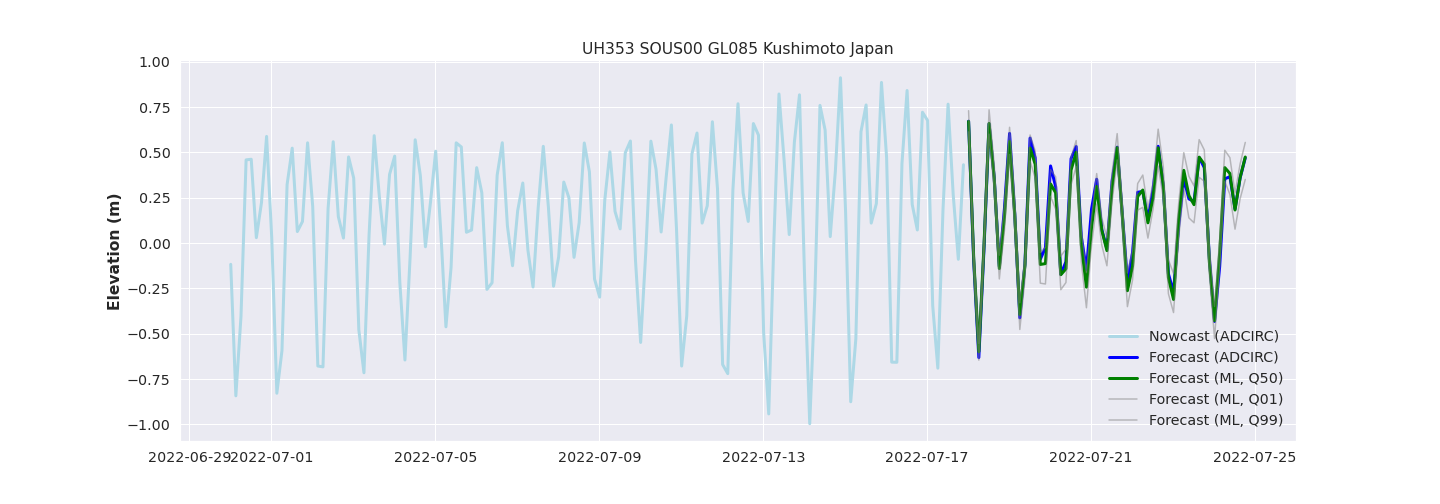 UH353 SOUS00 GL085 Kushimoto Japan
1.00
0.75
0.50
0.25
0.00
−0.25
−0.50
−0.75
−1.00
Elevation (m)
Nowcast (ADCIRC)
Forecast (ADCIRC)
Forecast (ML, Q50)
Forecast (ML, Q01)
Forecast (ML, Q99)
2022-06-29 2022-07-01 2022-07-05 2022-07-09 2022-07-13 2022-07-17 2022-07-21 2022-07-25